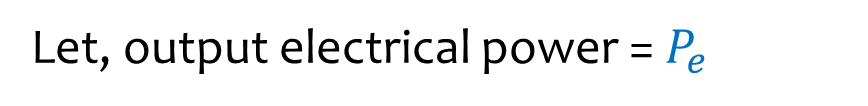 Let, output electrical power = Pₑ